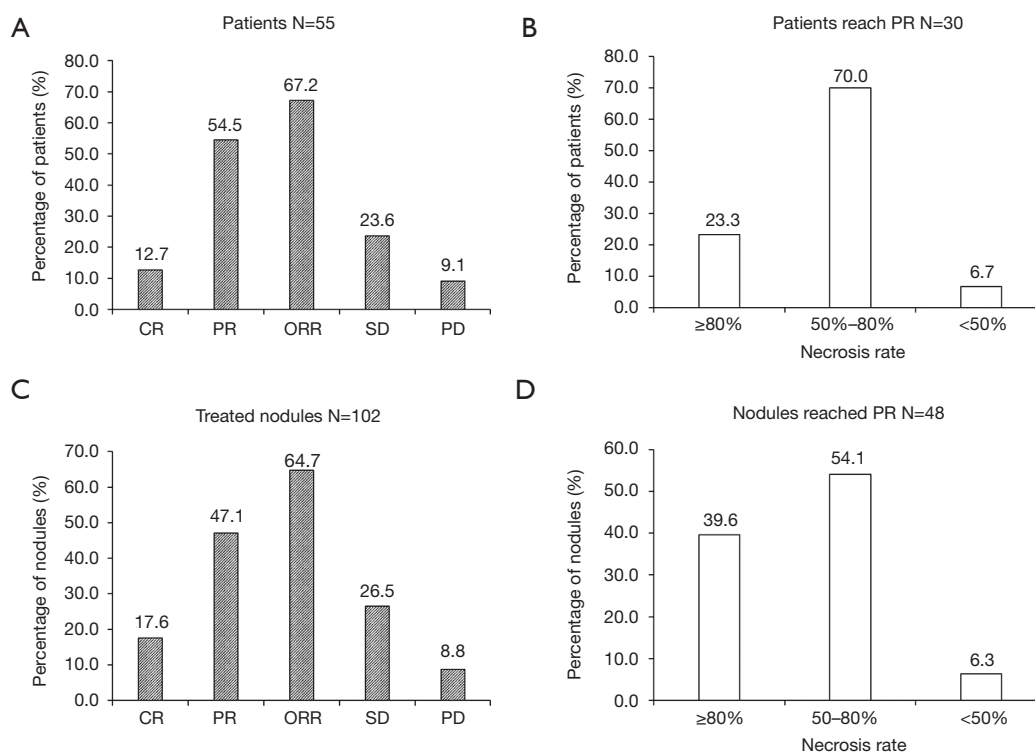 A
Patients N=55
Percentage of patients (%)
80.0
70.0
60.0
50.0
40.0
30.0
20.0
10.0
0.0
12.7
54.5
67.2
23.6
9.1
CR PR ORR SD PD
B
Patients reach PR N=30
Percentage of patients (%)
80.0
70.0
60.0
50.0
40.0
30.0
20.0
10.0
0.0
23.3
70.0
6.7
≥80% 50%–80% <50%
Necrosis rate
C
Treated nodules N=102
Percentage of nodules (%)
70.0
60.0
50.0
40.0
30.0
20.0
10.0
0.0
17.6
47.1
64.7
26.5
8.8
CR PR ORR SD PD
D
Nodules reached PR N=48
Percentage of nodules (%)
60.0
50.0
40.0
30.0
20.0
10.0
0.0
39.6
54.1
6.3
≥80% 50–80% <50%
Necrosis rate